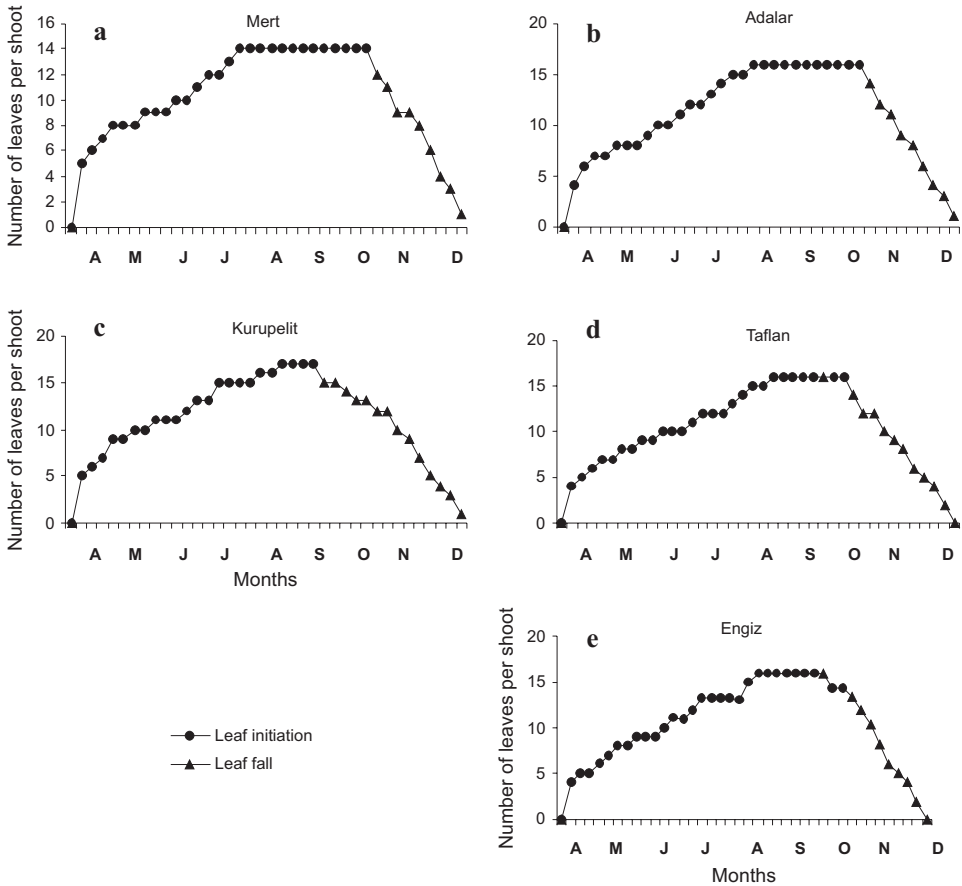 a
Mert
Number of leaves per shoot
16
14
12
10
8
6
4
2
0
A M J J A S O N D
b
Adalar
20
15
10
5
0
A M J J A S O N D
c
Kurupelit
Number of leaves per shoot
20
15
10
5
0
A M J J A S O N D
Months
d
Taflan
20
15
10
5
0
A M J J A S O N D
Leaf initiation
Leaf fall
e
Engiz
Number of leaves per shoot
20
15
10
5
0
A M J J A S O N D
Months